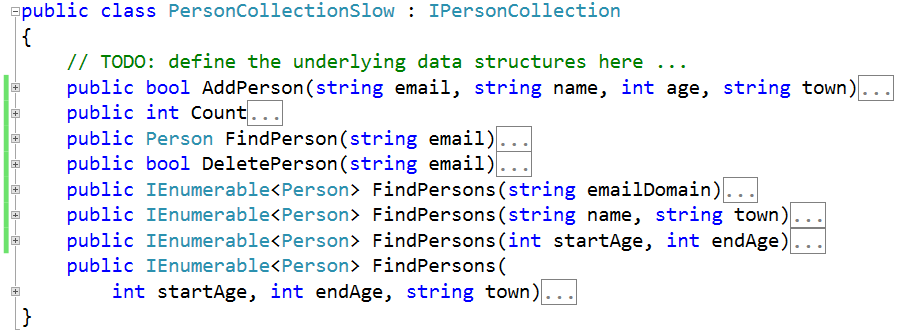 public class PersonCollectionSlow : IPersonCollection
{
// TODO: define the underlying data structures here ...
public bool AddPerson(string email, string name, int age, string town)...
public int Count...
public Person FindPerson(string email)...
public bool DeletePerson(string email)...
public IEnumerable<Person> FindPersons(string emailDomain)...
public IEnumerable<Person> FindPersons(string name, string town)...
public IEnumerable<Person> FindPersons(int startAge, int endAge)...
public IEnumerable<Person> FindPersons(
int startAge, int endAge, string town)...
}